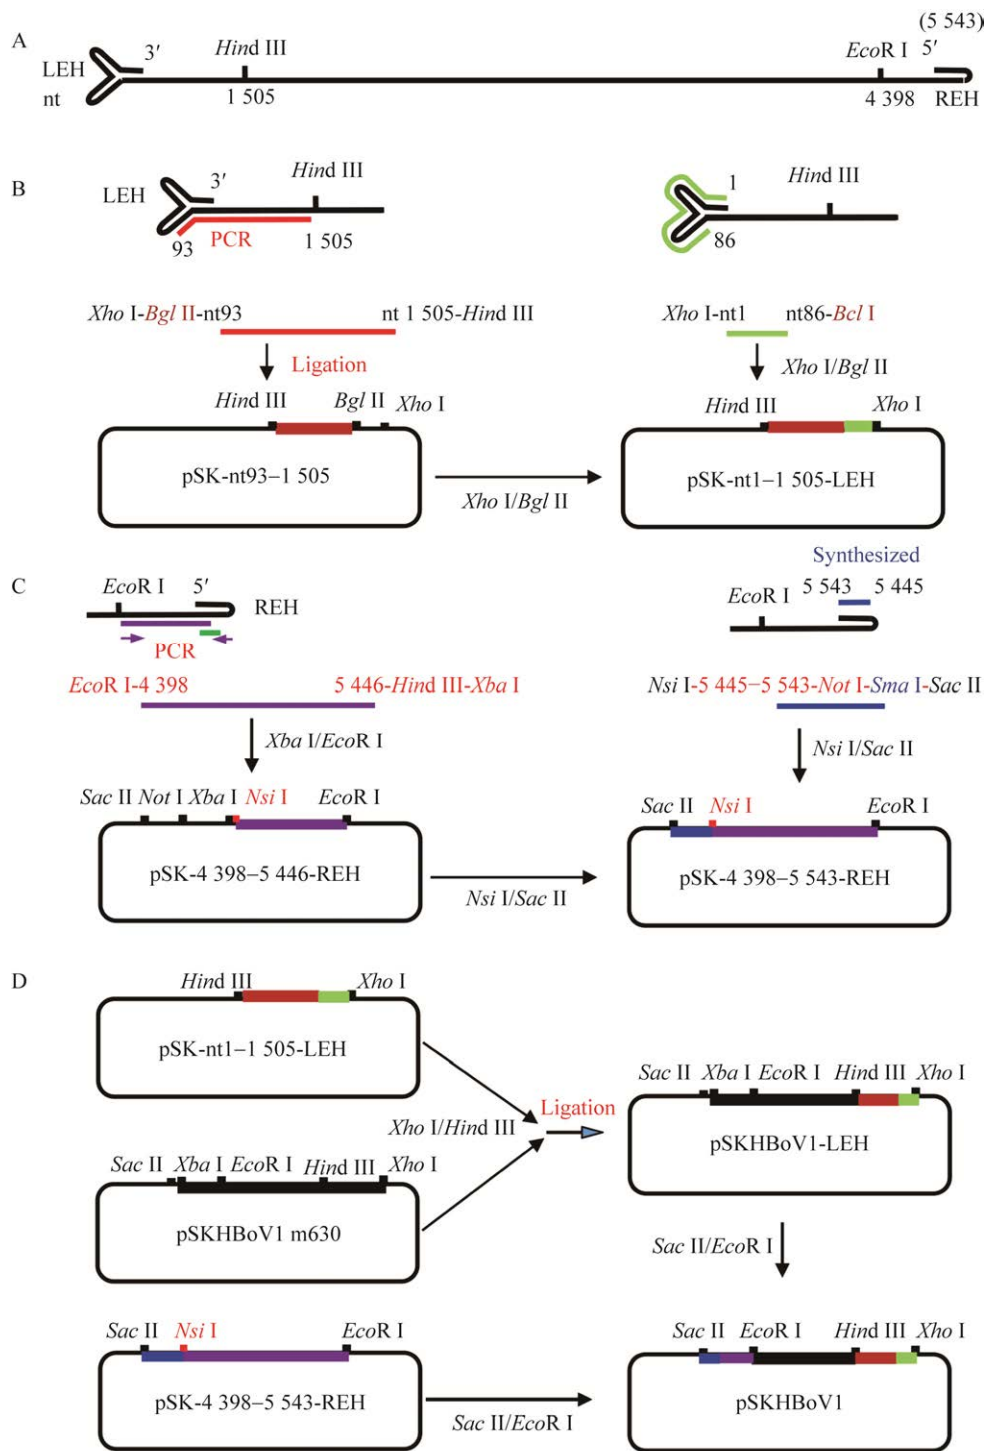 A
(5 543)
3′ Hind III EcoR I 5′
LEH
nt 1 505 4 398 REH
B
LEH 3′ Hind III
93 PCR 1 505
1 Hind III
86
Xho I-Bgl II-nt93 nt 1 505-Hind III
Xho I-nt1 nt86-Bcl I
Ligation
Xho I/Bgl II
Hind III Bgl II Xho I
pSK-nt93–1 505
Xho I/Bgl II
Hind III Xho I
pSK-nt1–1 505-LEH
C
EcoR I 5′ REH
PCR
Synthesized
5 543 5 445
EcoR I
EcoR I-4 398 5 446-Hind III-Xba I
Nsi I-5 445–5 543-Not I-Sma I-Sac II
Xba I/EcoR I
Nsi I/Sac II
Sac II Not I Xba I Nsi I EcoR I
pSK-4 398–5 446-REH
Nsi I/Sac II
Sac II Nsi I EcoR I
pSK-4 398–5 543-REH
D
Hind III Xho I
pSK-nt1–1 505-LEH
Xho I/Hind III
Ligation
Sac II Xba I EcoR I Hind III Xho I
pSKHBoV1 m630
Sac II Xba I EcoR I Hind III Xho I
pSKHBoV1-LEH
Sac II/EcoR I
Sac II Nsi I EcoR I
pSK-4 398–5 543-REH
Sac II/EcoR I
Sac II EcoR I Hind III Xho I
pSKHBoV1